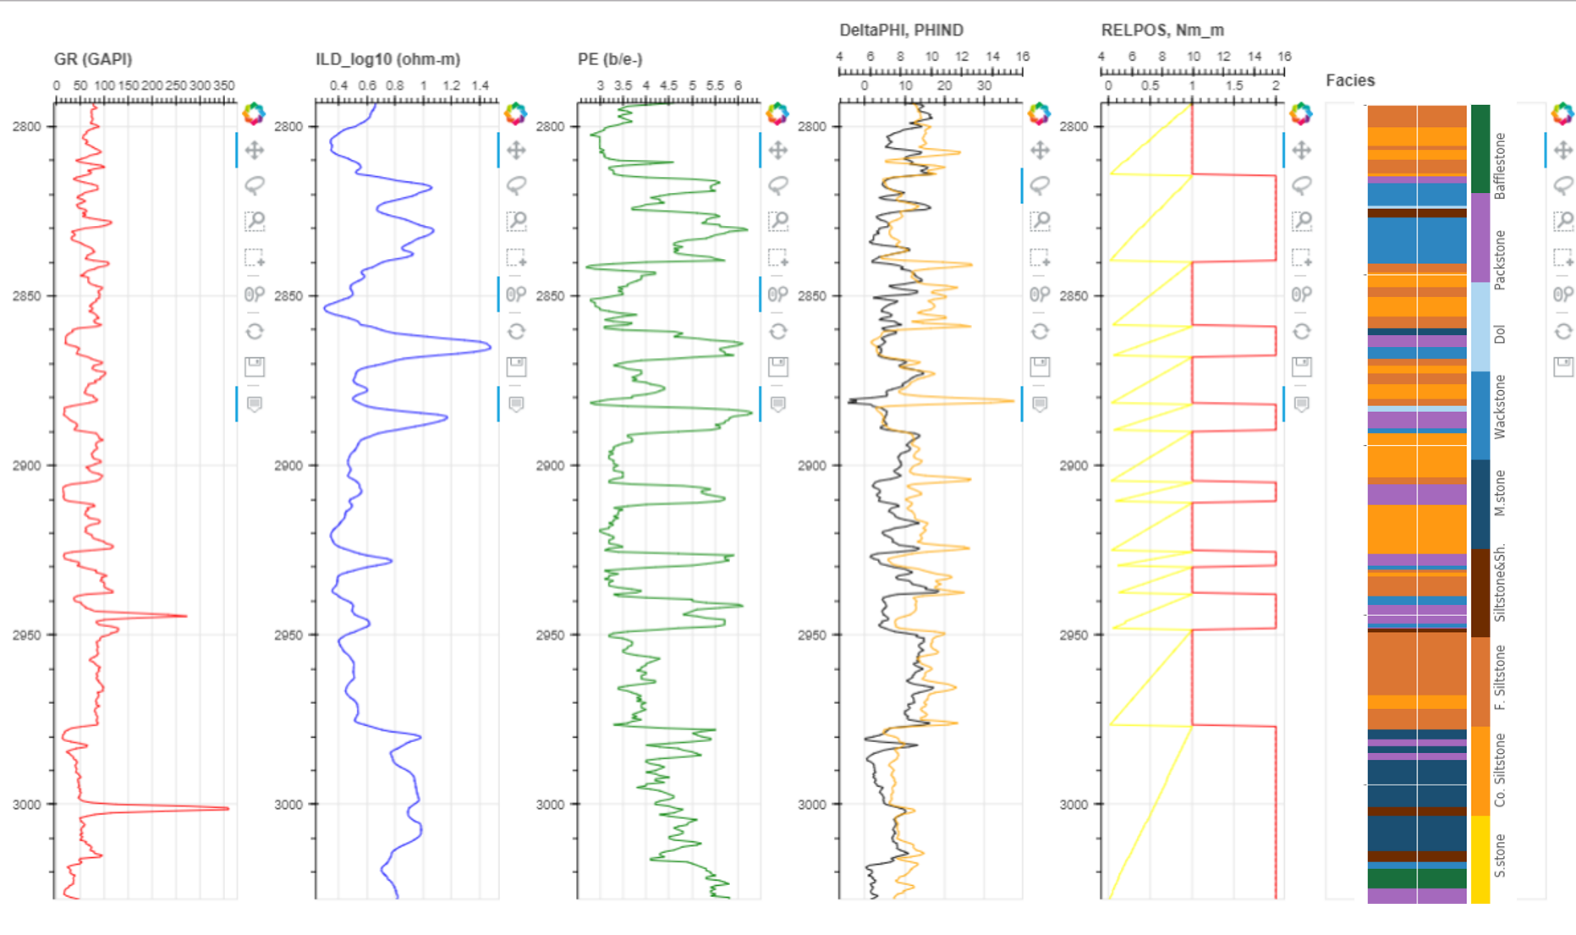 DeltaPHI, PHIND
RELPOS, Nm_m
GR (GAPI)
ILD_log10 (ohm-m)
PE (b/e-)
4 6 8 10 12 14 16
4 6 8 10 12 14 16
Facies
0 50 100 150 200 250 300 350
0.4 0.6 0.8 1 1.2 1.4
3 3.5 4 4.5 5 5.5 6
0 10 20 30
0 0.5 1 1.5 2
2800 2800 2800 2800 2800
2850 2850 2850 2850 2850
2900 2900 2900 2900 2900
2950 2950 2950 2950 2950
3000 3000 3000 3000 3000
Bafflestone
Packstone
Dol
Wackstone
M.stone
Siltstone&Sh.
F. Siltstone
Co. Siltstone
S.stone